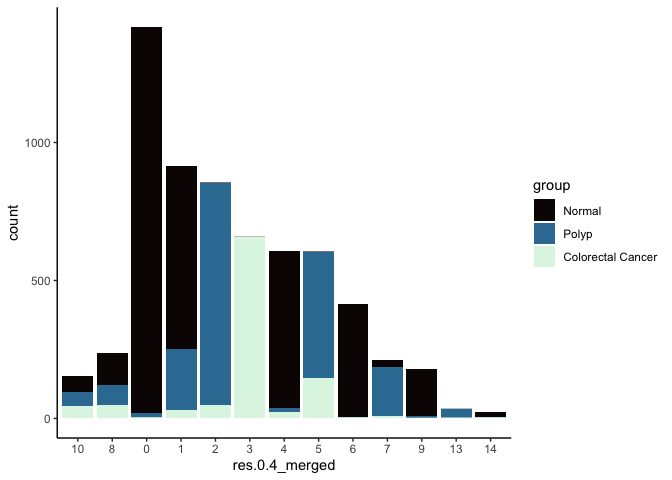 count
1000
500
0
10 8 0 1 2 3 4 5 6 7 9 13 14
res.0.4_merged
group
Normal
Polyp
Colorectal Cancer